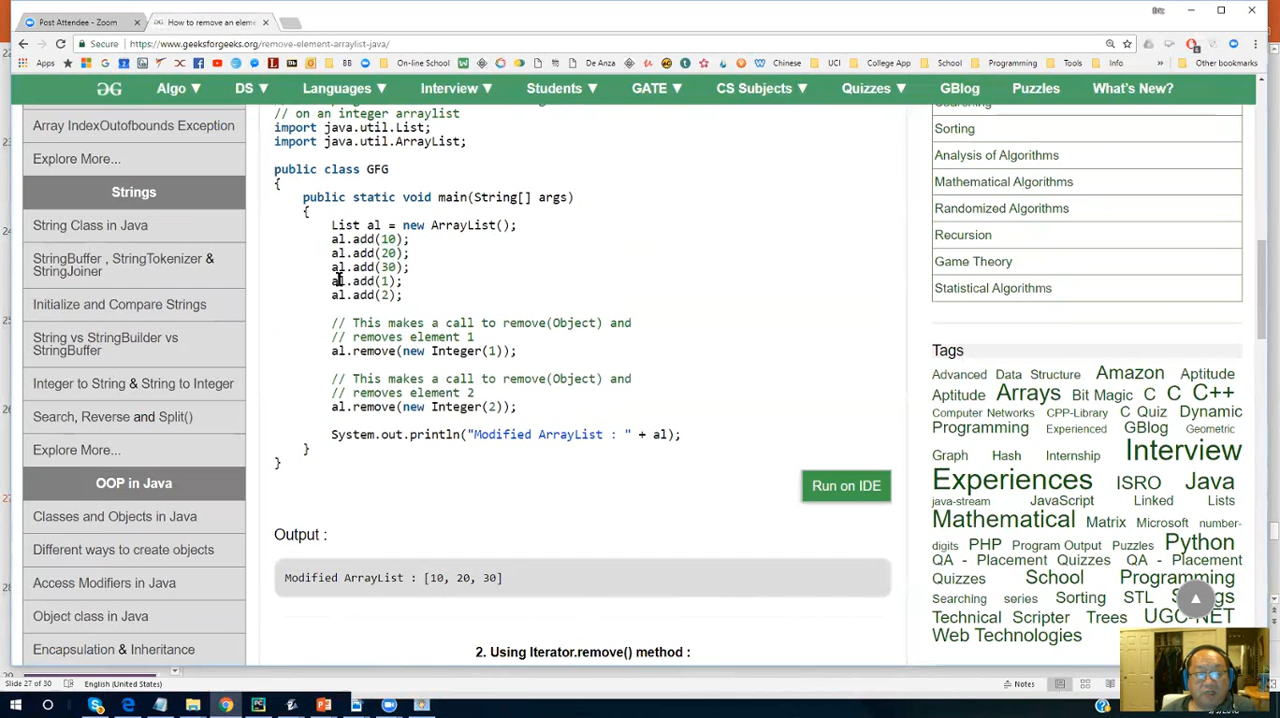 Post Attendee - Zoom
How to remove an elem
Secure
https://www.geeksforgeeks.org/remove-element-arraylist-java/
Apps
BB
On-line School
De Anza
Chinese
UCI
College App
School
Programming
Tools
Info
Other bookmarks
Algo ▼
DS ▼
Languages ▼
Interview ▼
Students ▼
GATE ▼
CS Subjects ▼
Quizzes ▼
GBlog
Puzzles
What's New?
Array IndexOutofbounds Exception
Explore More...
Strings
String Class in Java
StringBuffer , StringTokenizer &
StringJoiner
Initialize and Compare Strings
String vs StringBuilder vs
StringBuffer
Integer to String & String to Integer
Search, Reverse and Split()
Explore More...
OOP in Java
Classes and Objects in Java
Different ways to create objects
Access Modifiers in Java
Object class in Java
Encapsulation & Inheritance
// on an integer arraylist
import java.util.List;
import java.util.ArrayList;
public class GFG
{
public static void main(String[] args)
{
List al = new ArrayList();
al.add(10);
al.add(20);
al.add(30);
al.add(1);
al.add(2);
// This makes a call to remove(Object) and
// removes element 1
al.remove(new Integer(1));
// This makes a call to remove(Object) and
// removes element 2
al.remove(new Integer(2));
System.out.println("Modified ArrayList : " + al);
}
}
Run on IDE
Output :
Modified ArrayList : [10, 20, 30]
2. Using Iterator.remove() method :
Searching
Sorting
Analysis of Algorithms
Mathematical Algorithms
Randomized Algorithms
Recursion
Game Theory
Statistical Algorithms
Tags
Advanced Data Structure Amazon Aptitude
Aptitude Arrays Bit Magic C C C++
Computer Networks CPP-Library C Quiz Dynamic
Programming Experienced GBlog Geometric
Graph Hash Internship Interview
Experiences ISRO Java
java-stream JavaScript Linked Lists
Mathematical Matrix Microsoft number-
digits PHP Program Output Puzzles Python
QA - Placement Quizzes QA - Placement
Quizzes School Programming
Searching series Sorting STL
Technical Scripter Trees UGC-NET
Web Technologies
Slide 27 of 30
English (United States)
Notes